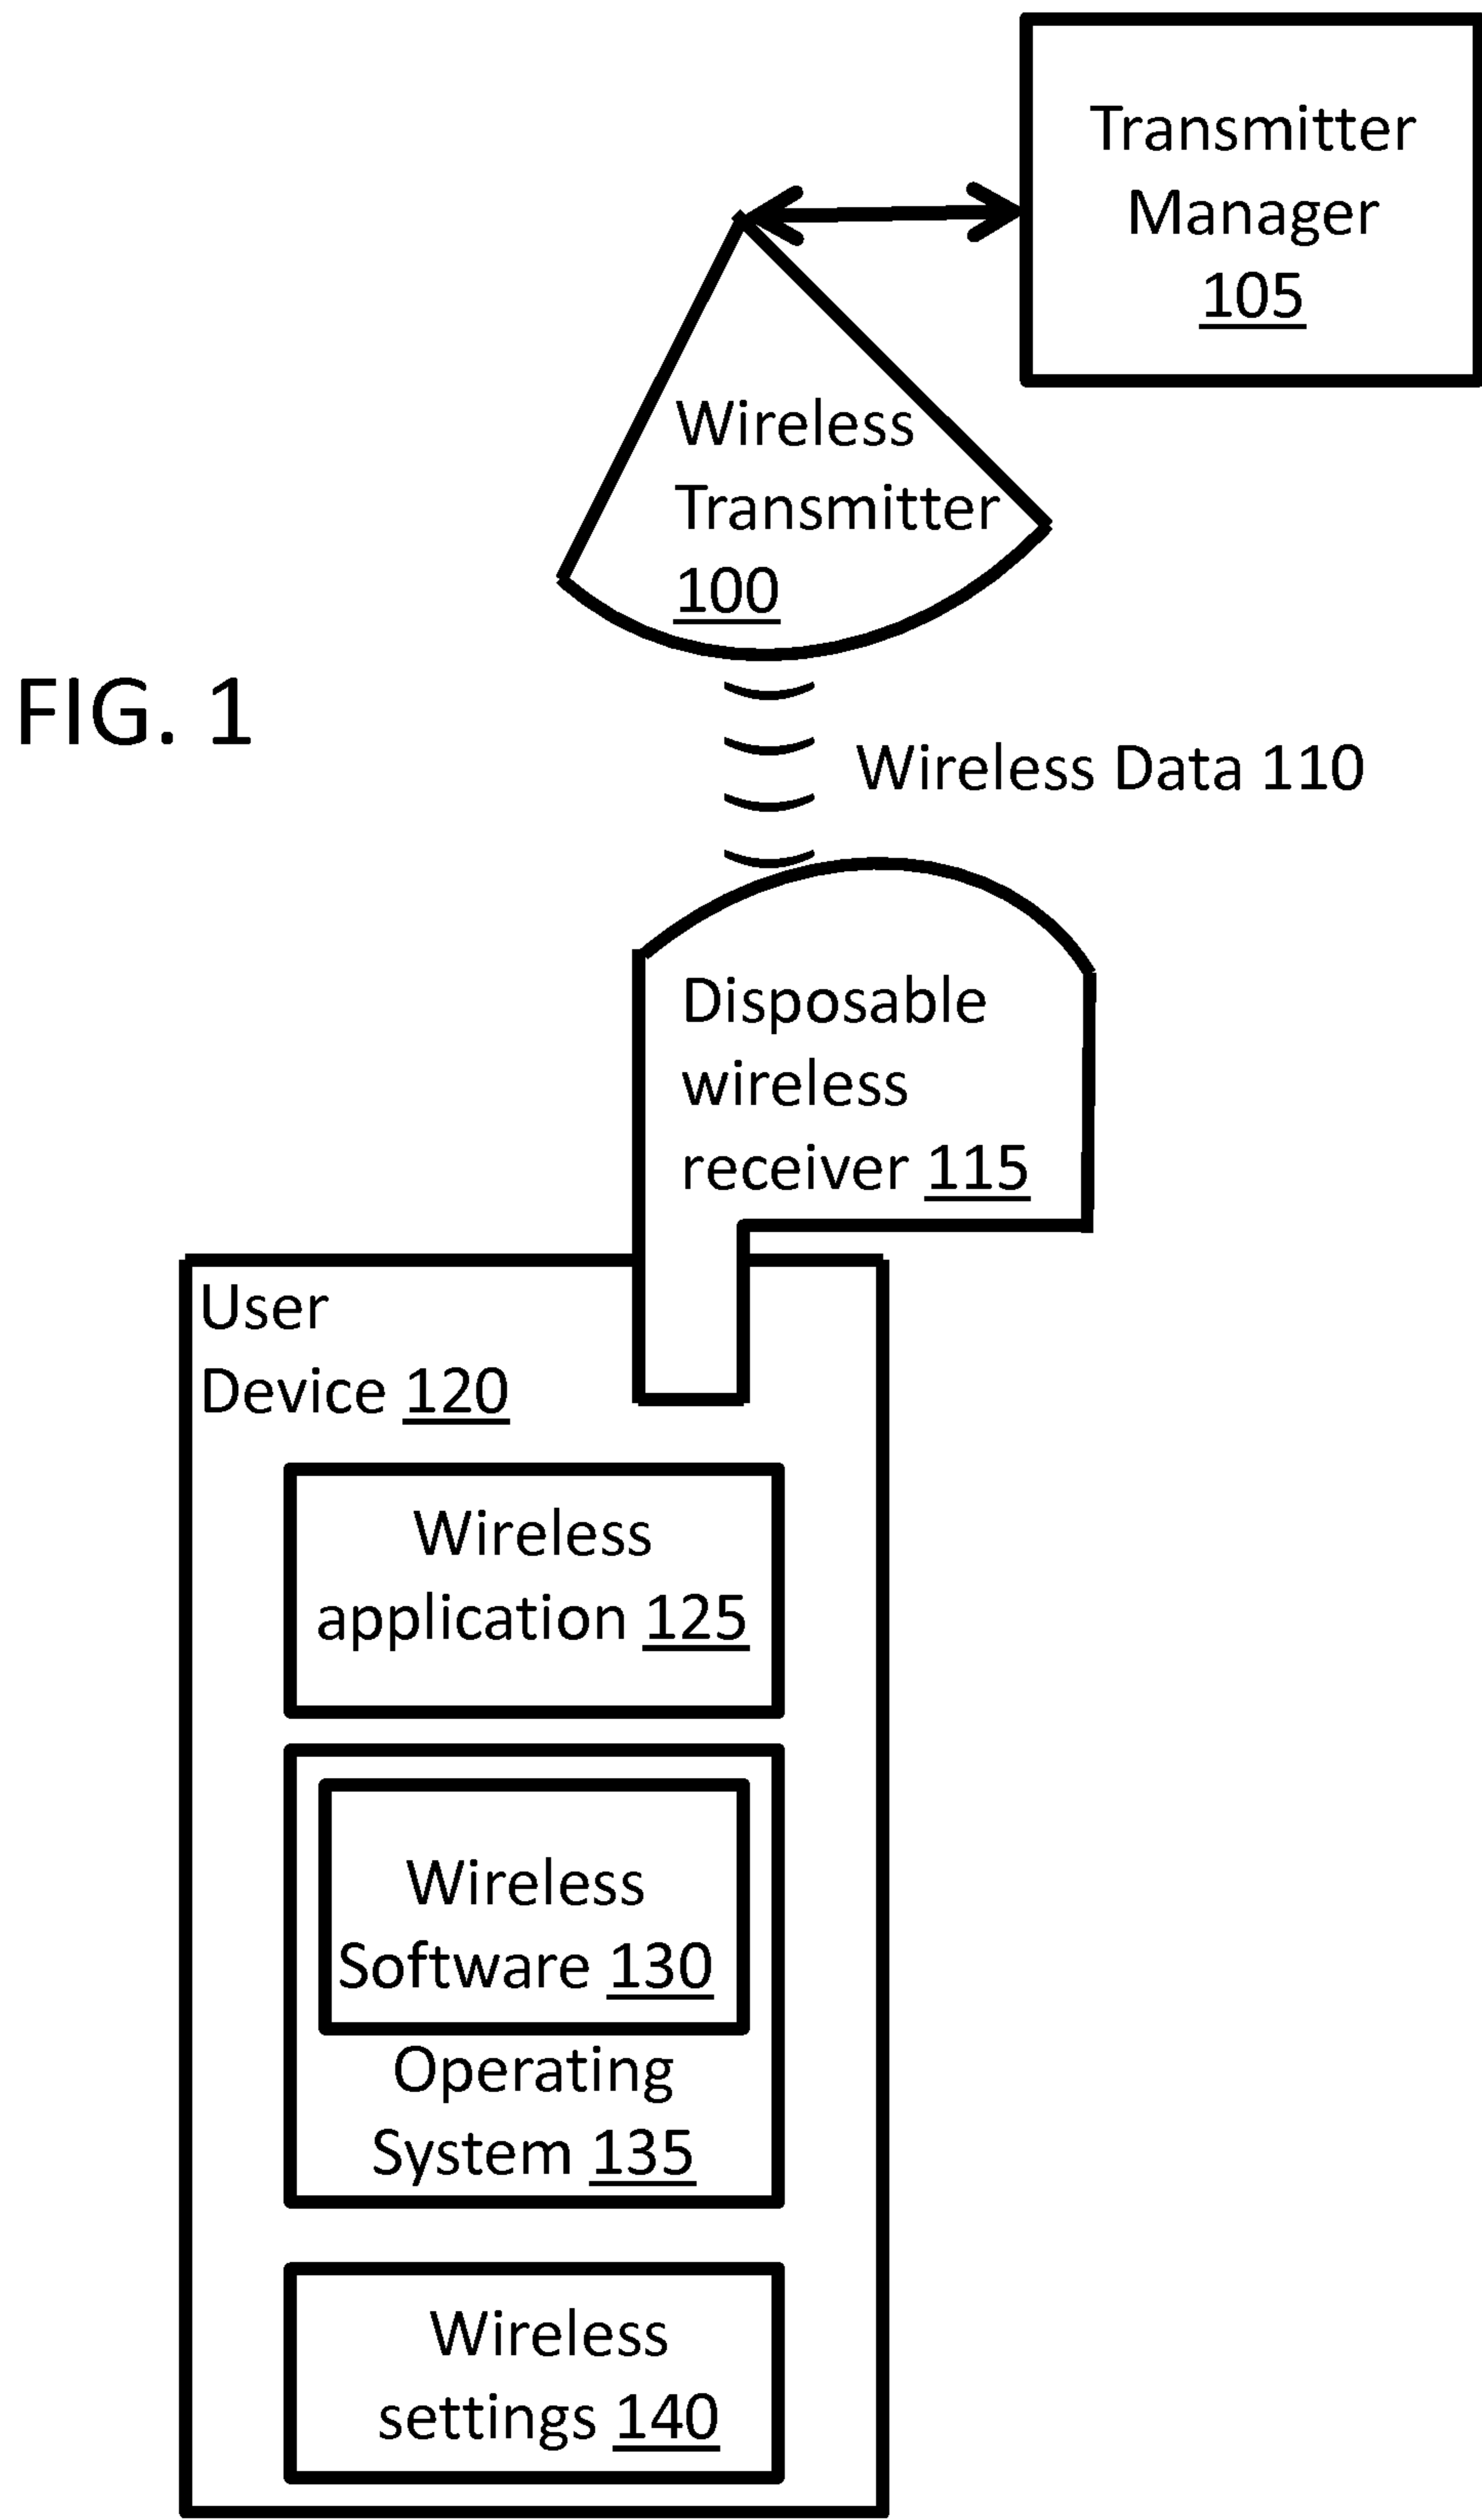 Transmitter
Manager
105
Wireless
Transmitter
100
FIG. 1
Wireless Data 110
Disposable
wireless
receiver 115
User
Device 120
Wireless
application 125
Wireless
Software 130
Operating
System 135
Wireless
settings 140